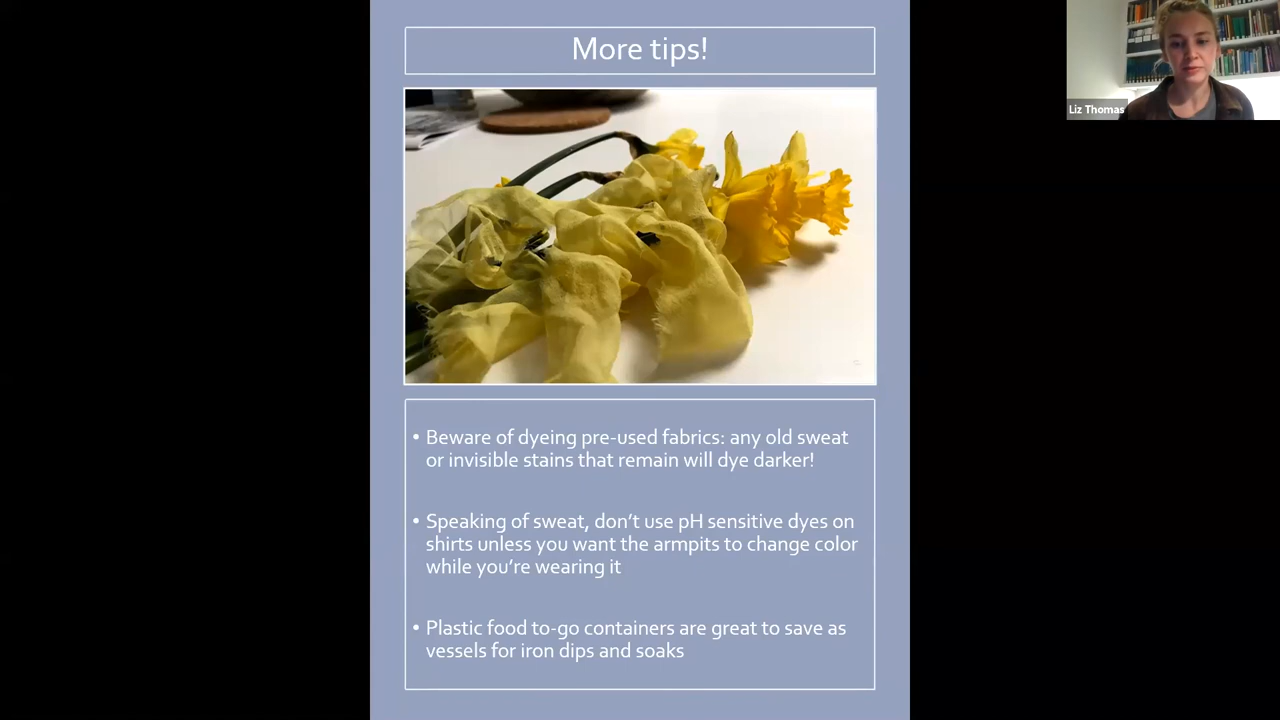 More tips!
Liz Thomas
• Beware of dyeing pre-used fabrics: any old sweat
or invisible stains that remain will dye darker!
• Speaking of sweat, don’t use pH sensitive dyes on
shirts unless you want the armpits to change color
while you’re wearing it
• Plastic food to-go containers are great to save as
vessels for iron dips and soaks